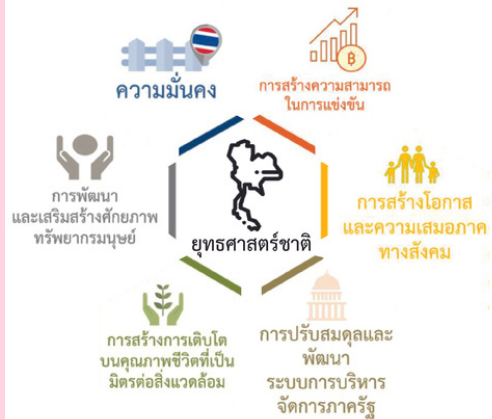 ความมั่นคง
การสร้างความสามารถ
ในการแข่งขัน
฿
การพัฒนา
และเสริมสร้างศักยภาพ
ทรัพยากรมนุษย์
ยุทธศาสตร์ชาติ
การสร้างโอกาส
และความเสมอภาค
ทางสังคม
การสร้างการเติบโต
บนคุณภาพชีวิตที่เป็น
มิตรต่อสิ่งแวดล้อม
การปรับสมดุลและ
พัฒนา
ระบบการบริหาร
จัดการภาครัฐ